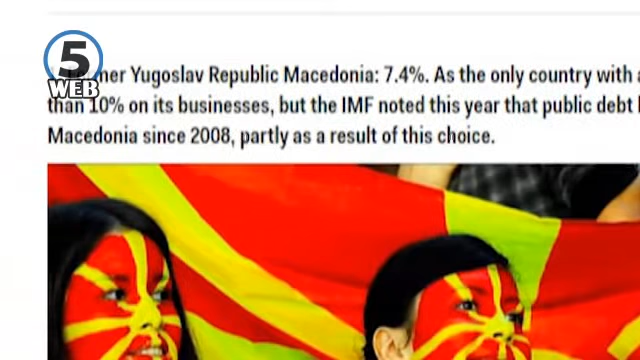 5
WEB
mer Yugoslav Republic Macedonia: 7.4%. As the only country with a
than 10% on its businesses, but the IMF noted this year that public debt
Macedonia since 2008, partly as a result of this choice.